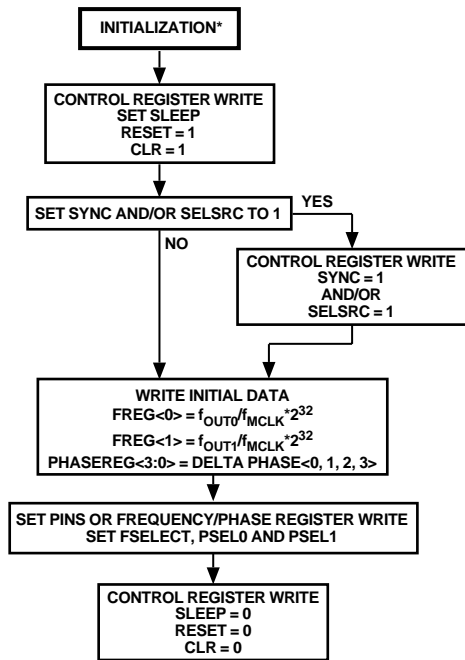 INITIALIZATION*
CONTROL REGISTER WRITE
SET SLEEP
RESET = 1
CLR = 1
SET SYNC AND/OR SELSRC TO 1
YES
NO
CONTROL REGISTER WRITE
SYNC = 1
AND/OR
SELSRC = 1
WRITE INITIAL DATA
FREG<0> = fOUT0/fMCLK*2^32
FREG<1> = fOUT1/fMCLK*2^32
PHASEREG<3:0> = DELTA PHASE<0, 1, 2, 3>
SET PINS OR FREQUENCY/PHASE REGISTER WRITE
SET FSELECT, PSEL0 AND PSEL1
CONTROL REGISTER WRITE
SLEEP = 0
RESET = 0
CLR = 0